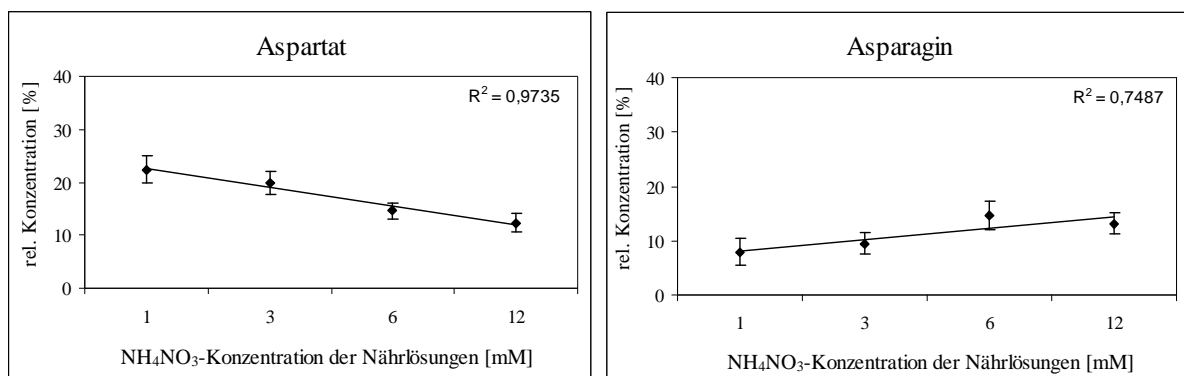 Aspartat
rel. Konzentration [%]
40
30
20
10
0
R² = 0,9735
1 3 6 12
NH₄NO₃-Konzentration der Nährlösungen [mM]
Asparagin
rel. Konzentration [%]
40
30
20
10
0
R² = 0,7487
1 3 6 12
NH₄NO₃-Konzentration der Nährlösungen [mM]